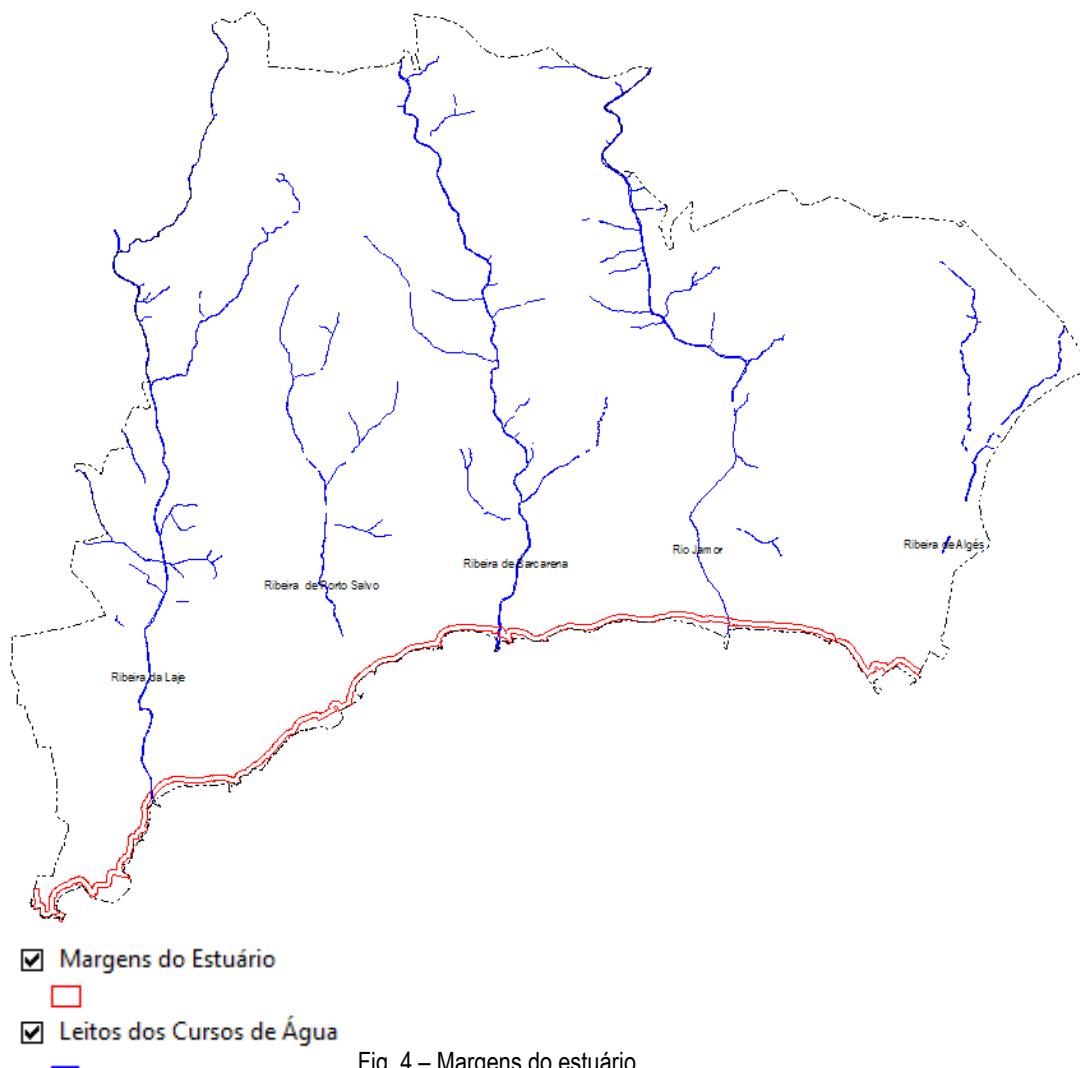 Ribeira de Porto Salvo
Ribeira de Barcarena
Rio Jamor
Ribeira de Algés
Ribeira da Laje
Margens do Estuário
Leitos dos Cursos de Água
Fig. 4 – Margens do estuário